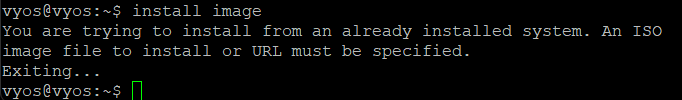 vyos@vyos:~$ install image
You are trying to install from an already installed system. An ISO
image file to install or URL must be specified.
Exiting...
vyos@vyos:~$